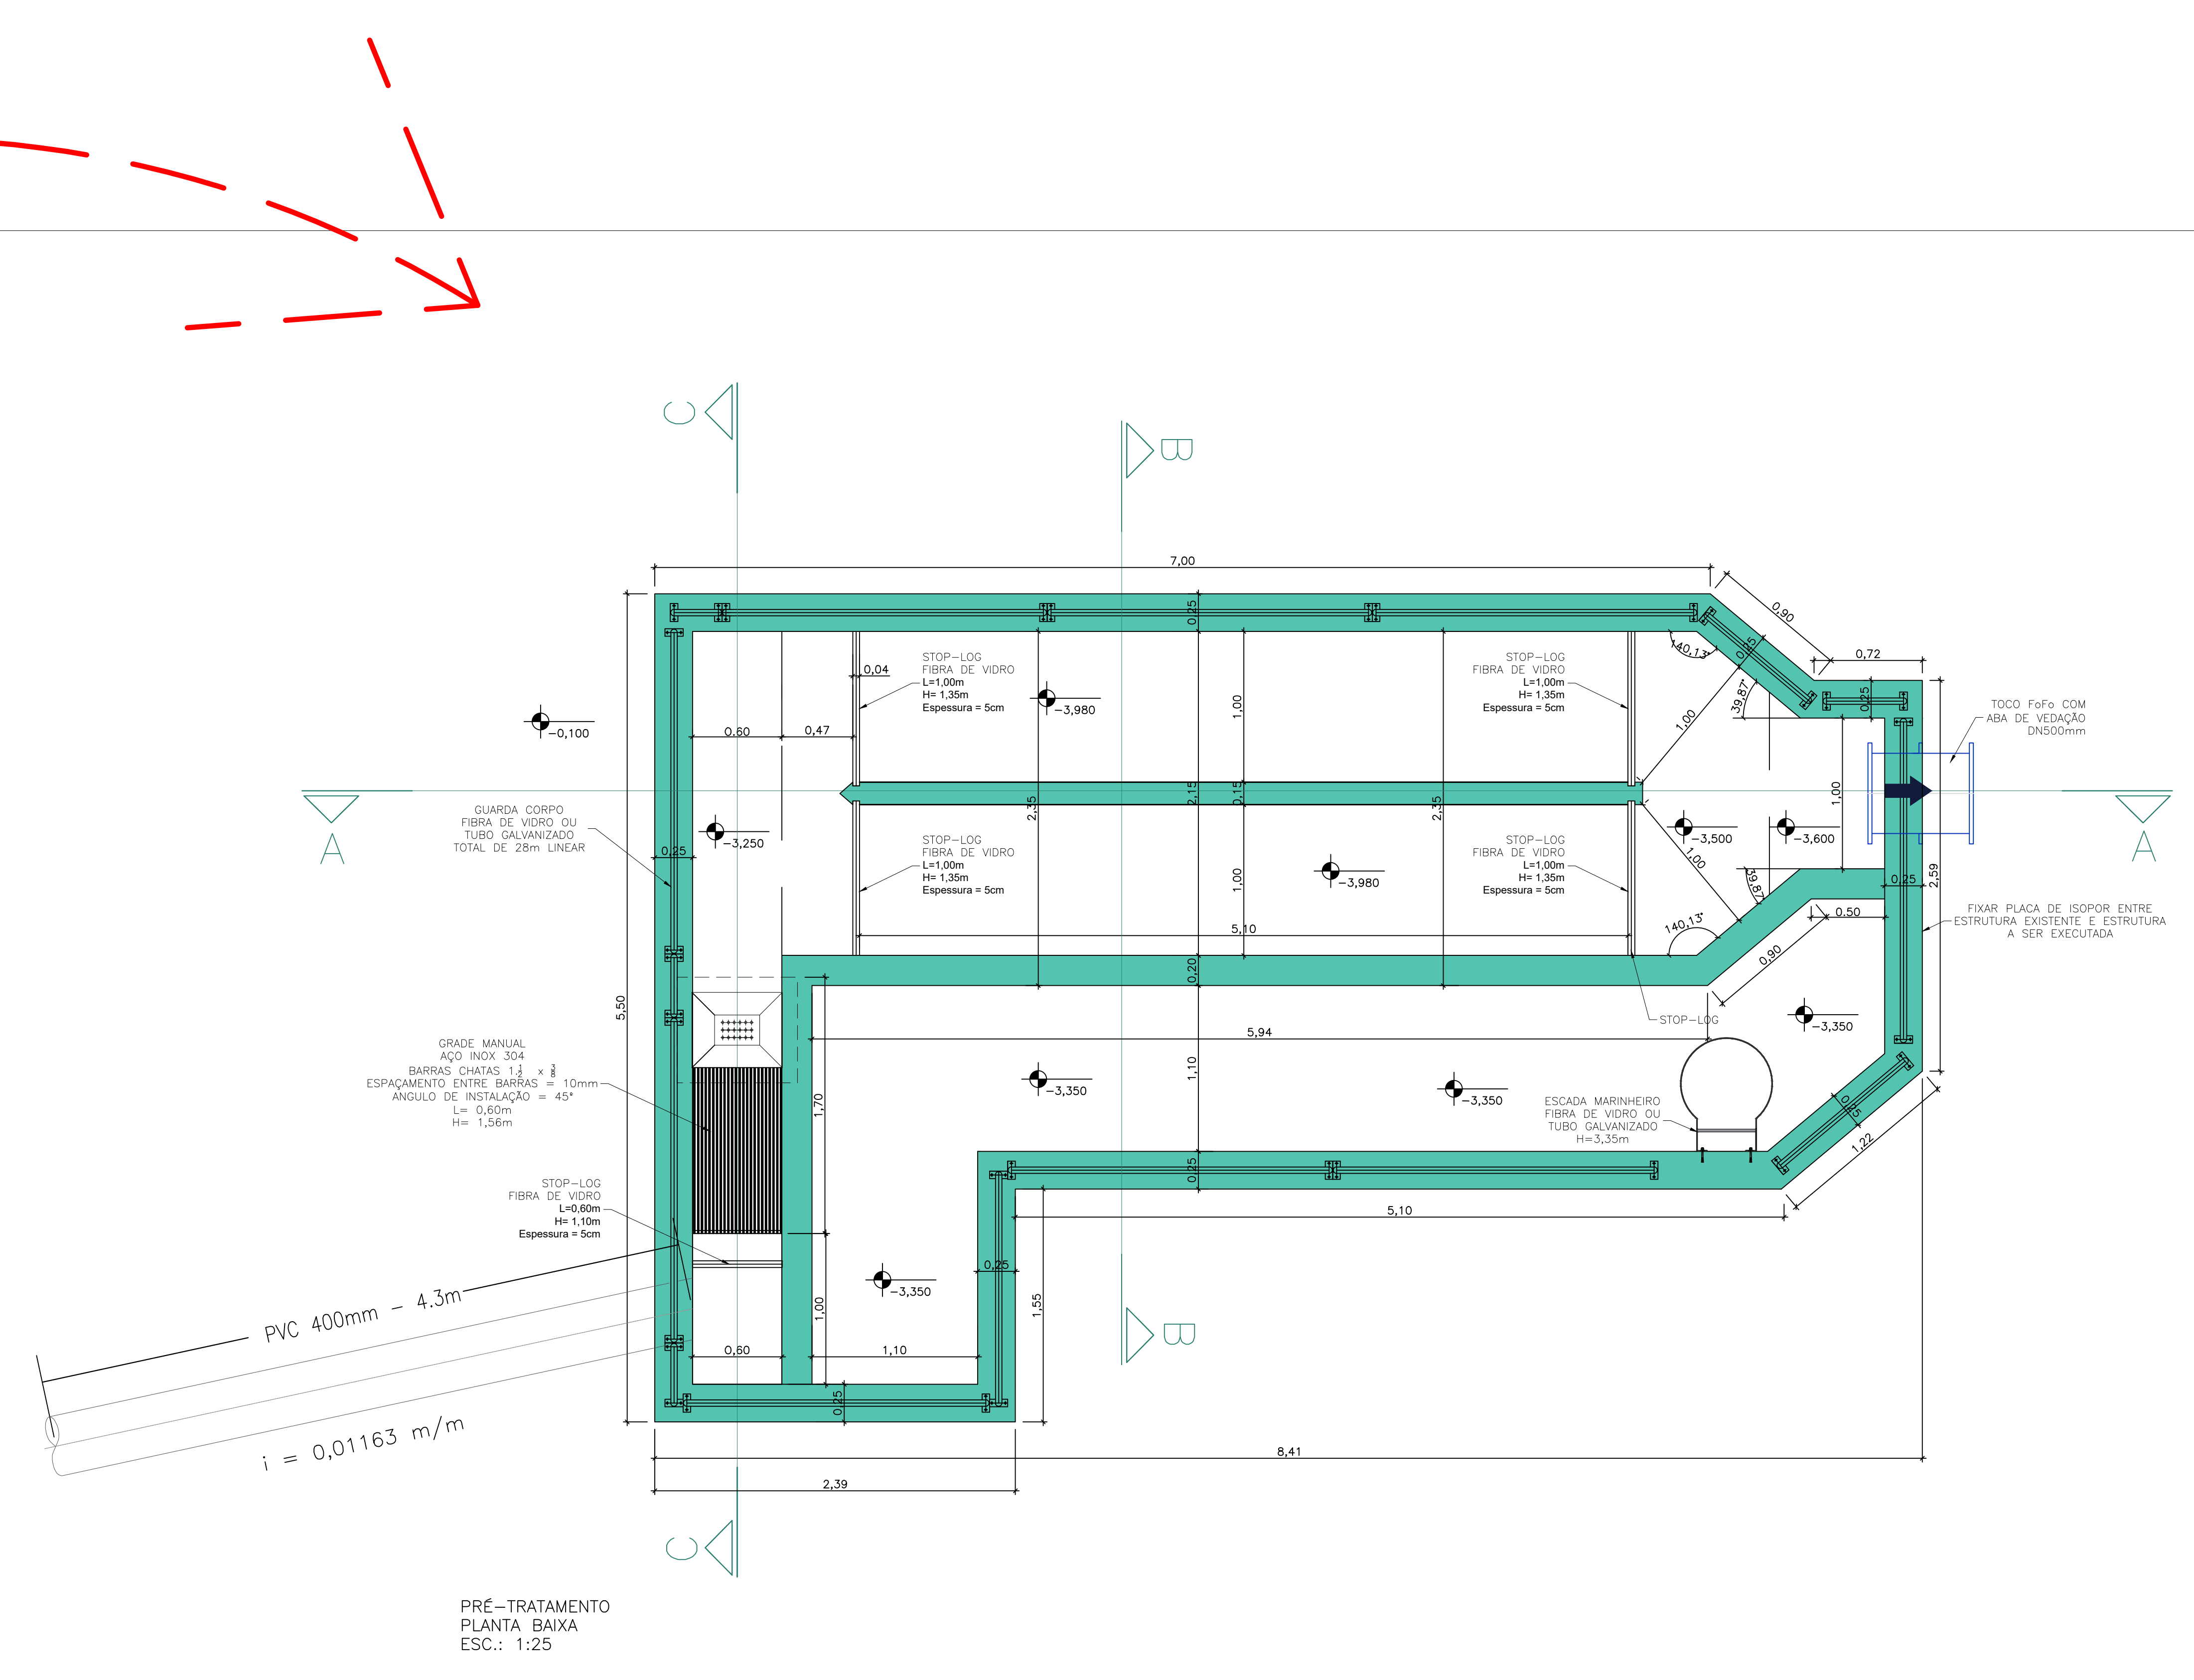 C
B
7,00
0,90
0,72
0,25
0,25
0,25
140,13°
39,87°
STOP-LOG
FIBRA DE VIDRO
L=1,00m
H= 1,35m
Espessura = 5cm
0,04
STOP-LOG
FIBRA DE VIDRO
L=1,00m
H= 1,35m
Espessura = 5cm
-3,980
-0,100
0.60
0,47
1,00
1,00
TOCO FoFo COM
ABA DE VEDAÇÃO
DN500mm
A
A
2,35
2,15
0,15
2,35
1,00
GUARDA CORPO
FIBRA DE VIDRO OU
TUBO GALVANIZADO
TOTAL DE 28m LINEAR
-3,250
0,25
STOP-LOG
FIBRA DE VIDRO
L=1,00m
H= 1,35m
Espessura = 5cm
STOP-LOG
FIBRA DE VIDRO
L=1,00m
H= 1,35m
Espessura = 5cm
-3,500
-3,600
1,00
1,00
-3,980
39,87°
0,25
2,59
140,13°
0.50
5,10
FIXAR PLACA DE ISOPOR ENTRE
ESTRUTURA EXISTENTE E ESTRUTURA
A SER EXECUTADA
0,90
0,20
5,50
STOP-LOG
-3,350
5,94
GRADE MANUAL
AÇO INOX 304
BARRAS CHATAS 1.1/2 x 3/8
ESPAÇAMENTO ENTRE BARRAS = 10mm
ANGULO DE INSTALAÇÃO = 45°
L= 0,60m
H= 1,56m
1,70
1,10
-3,350
-3,350
ESCADA MARINHEIRO
FIBRA DE VIDRO OU
TUBO GALVANIZADO
H=3,35m
0,25
1,22
0,25
STOP-LOG
FIBRA DE VIDRO
L=0,60m
H= 1,10m
Espessura = 5cm
5,10
0,25
-3,350
1,00
1,55
PVC 400mm - 4.3m
0,60
1,10
0,25
B
i = 0,01163 m/m
8,41
2,39
C
PRÉ-TRATAMENTO
PLANTA BAIXA
ESC.: 1:25